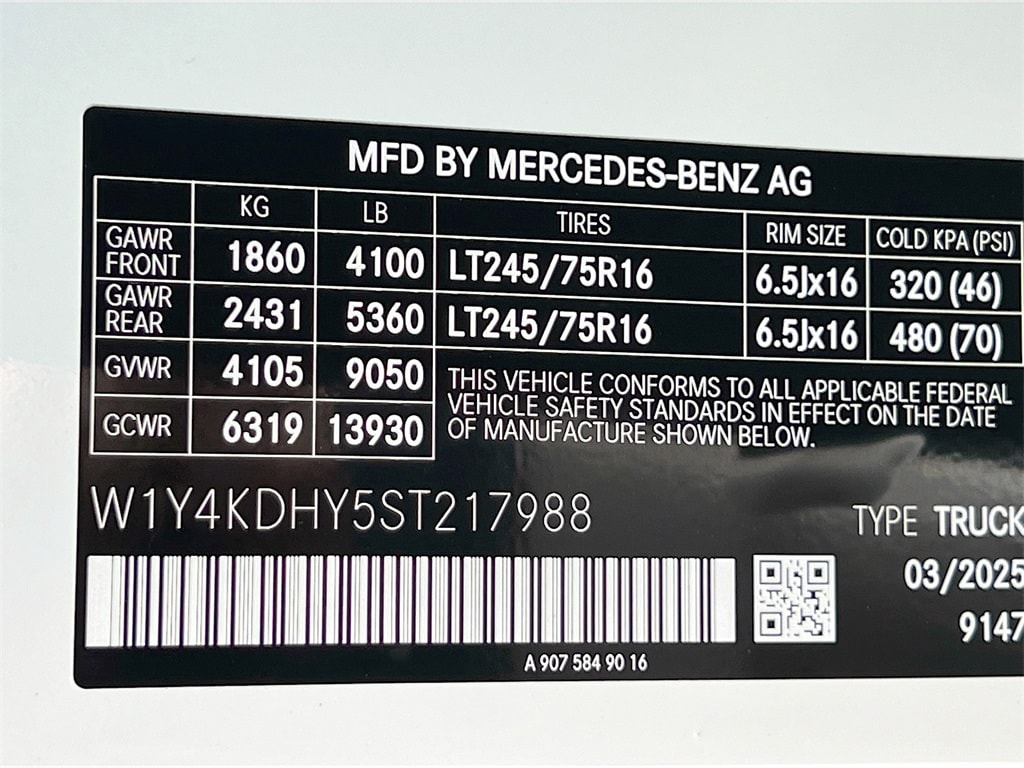 MFD BY MERCEDES-BENZ AG
KG LB TIRES RIM SIZE COLD KPA (PSI)
GAWR FRONT 1860 4100 LT245/75R16 6.5Jx16 320 (46)
GAWR REAR 2431 5360 LT245/75R16 6.5Jx16 480 (70)
GVWR 4105 9050
GCWR 6319 13930
THIS VEHICLE CONFORMS TO ALL APPLICABLE FEDERAL
VEHICLE SAFETY STANDARDS IN EFFECT ON THE DATE
OF MANUFACTURE SHOWN BELOW.
W1Y4KDHY5ST217988
TYPE TRUCK
03/2025
9147
A 907 584 90 16